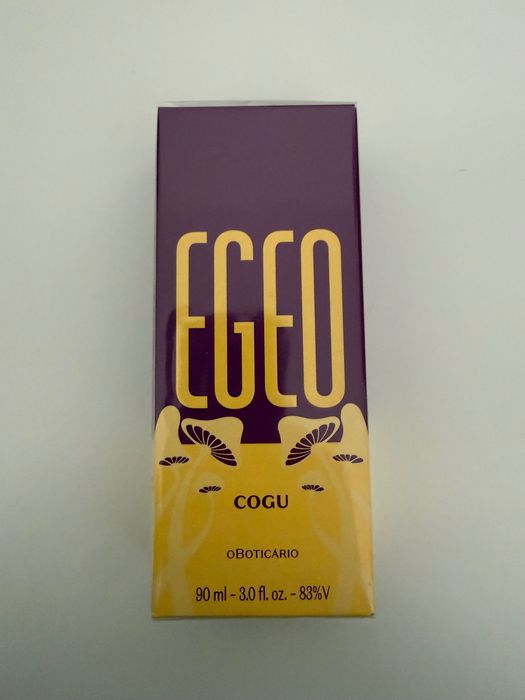 EGEO
COGU
oBOTICÁRIO
90 ml - 3.0 fl. oz. - 83%V